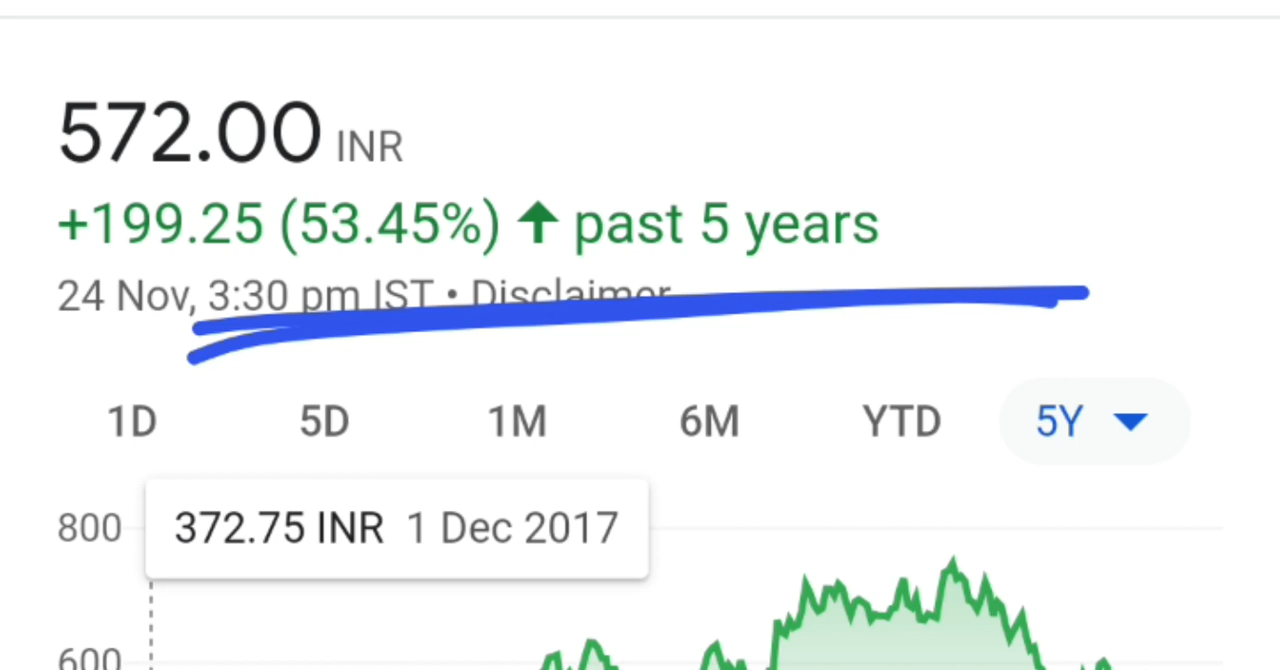 572.00 INR
+199.25 (53.45%) ↑ past 5 years
24 Nov, 3:30 pm IST • Disclaimer
1D 5D 1M 6M YTD 5Y
372.75 INR 1 Dec 2017
800
600